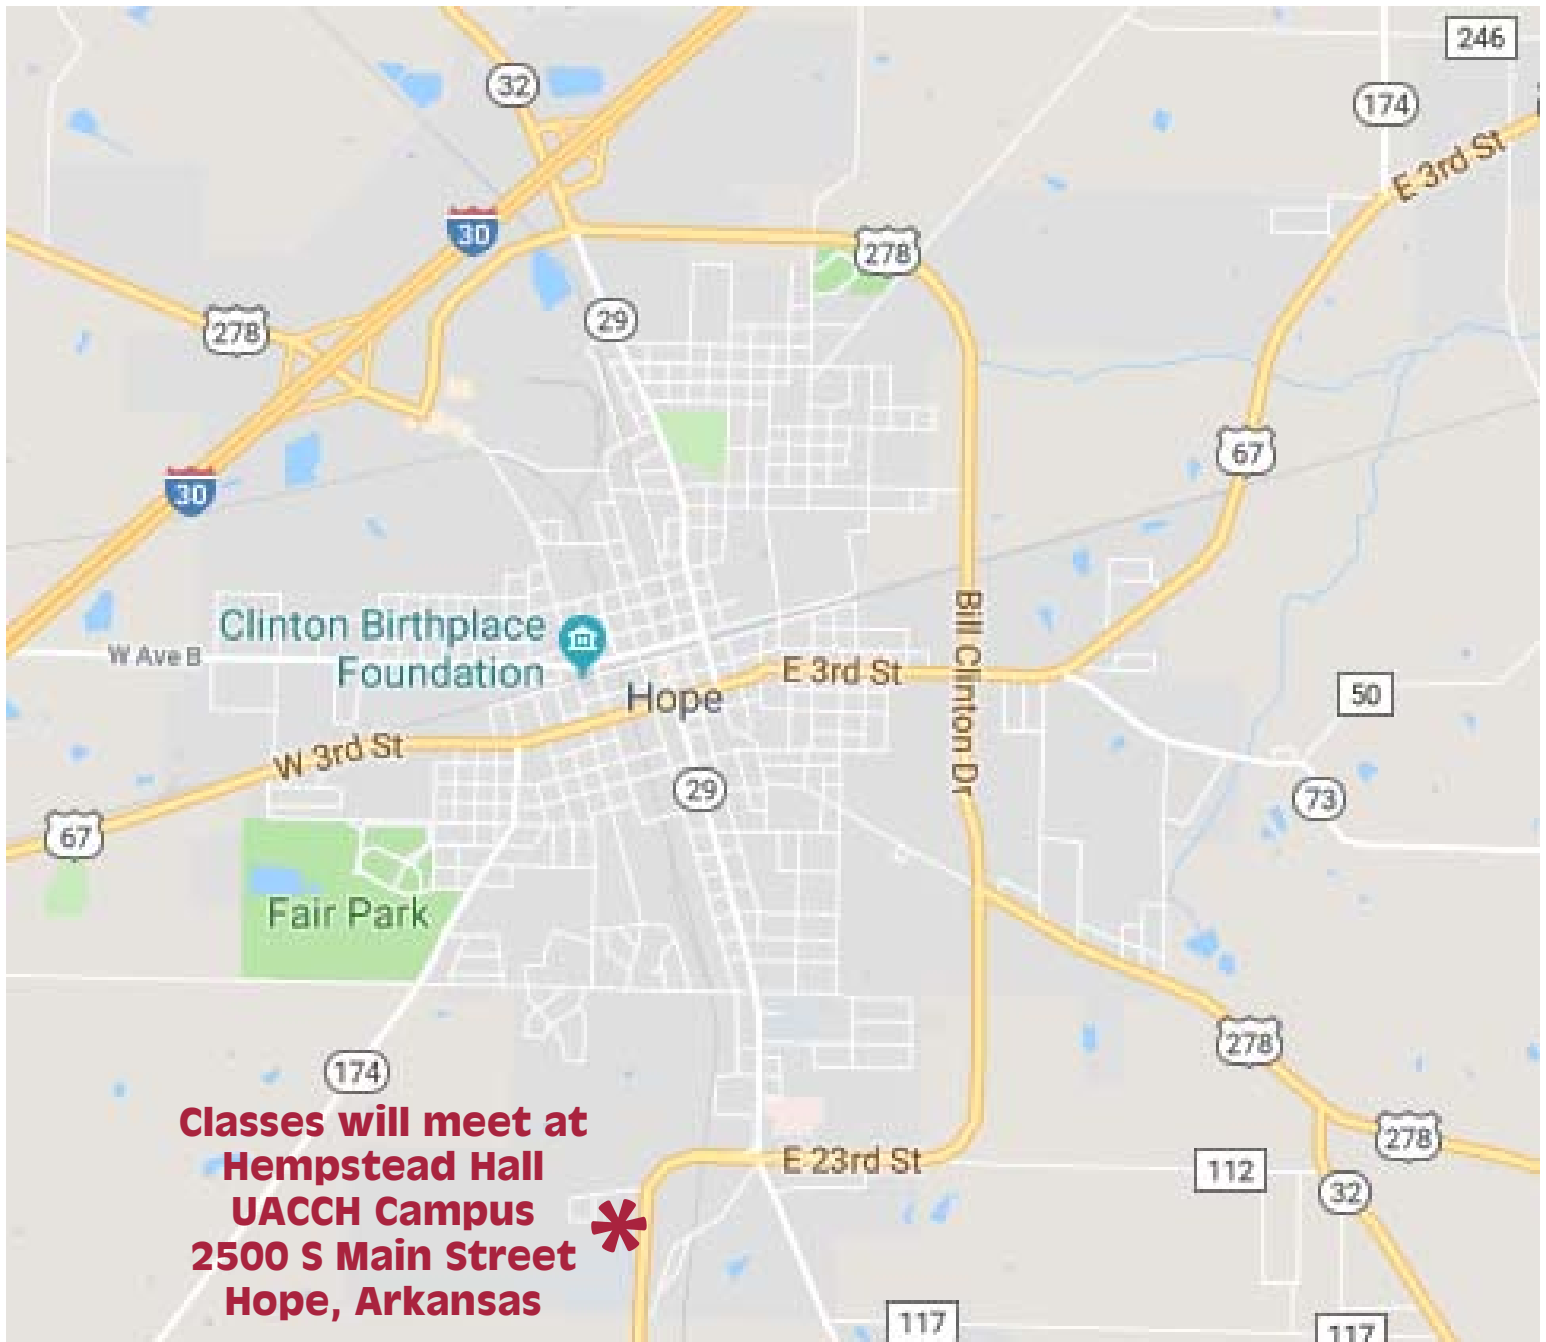 246
32
174
E 3rd St
30
278
278
29
67
30
Clinton Birthplace
Foundation
W Ave B
E 3rd St
Hope
Bill Clinton Dr
50
W 3rd St
29
73
67
Fair Park
278
174
278
Classes will meet at
Hempstead Hall
UACCH Campus
2500 S Main Street
Hope, Arkansas
*
E 23rd St
112
32
117
117